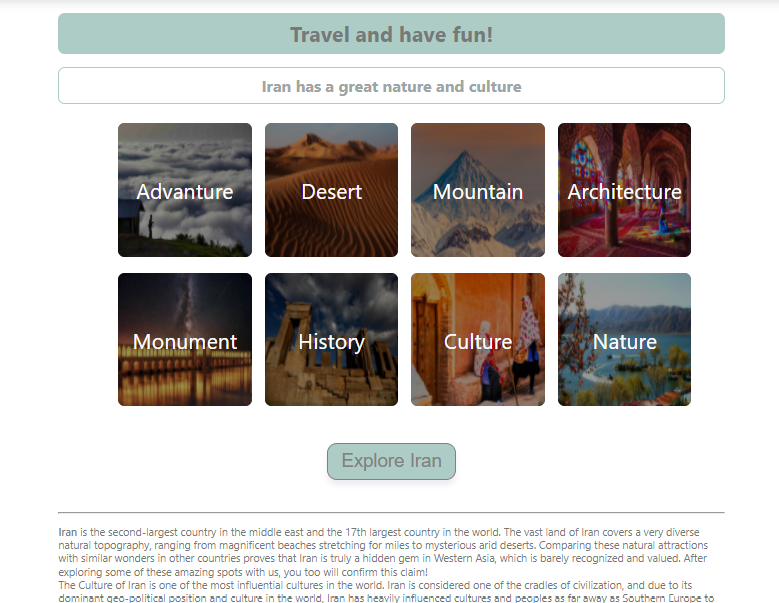 Travel and have fun!
Iran has a great nature and culture
Advanture
Desert
Mountain
Architecture
Monument
History
Culture
Nature
Explore Iran
Iran is the second-largest country in the middle east and the 17th largest country in the world. The vast land of Iran covers a very diverse
natural topography, ranging from magnificent beaches stretching for miles to mysterious arid deserts. Comparing these natural attractions
with similar wonders in other countries proves that Iran is truly a hidden gem in Western Asia, which is barely recognized and valued. After
exploring some of these amazing spots with us, you too will confirm this claim!
The Culture of Iran is one of the most influential cultures in the world. Iran is considered one of the cradles of civilization, and due to its
dominant geo-political position and culture in the world, Iran has heavily influenced cultures and peoples as far away as Southern Europe to